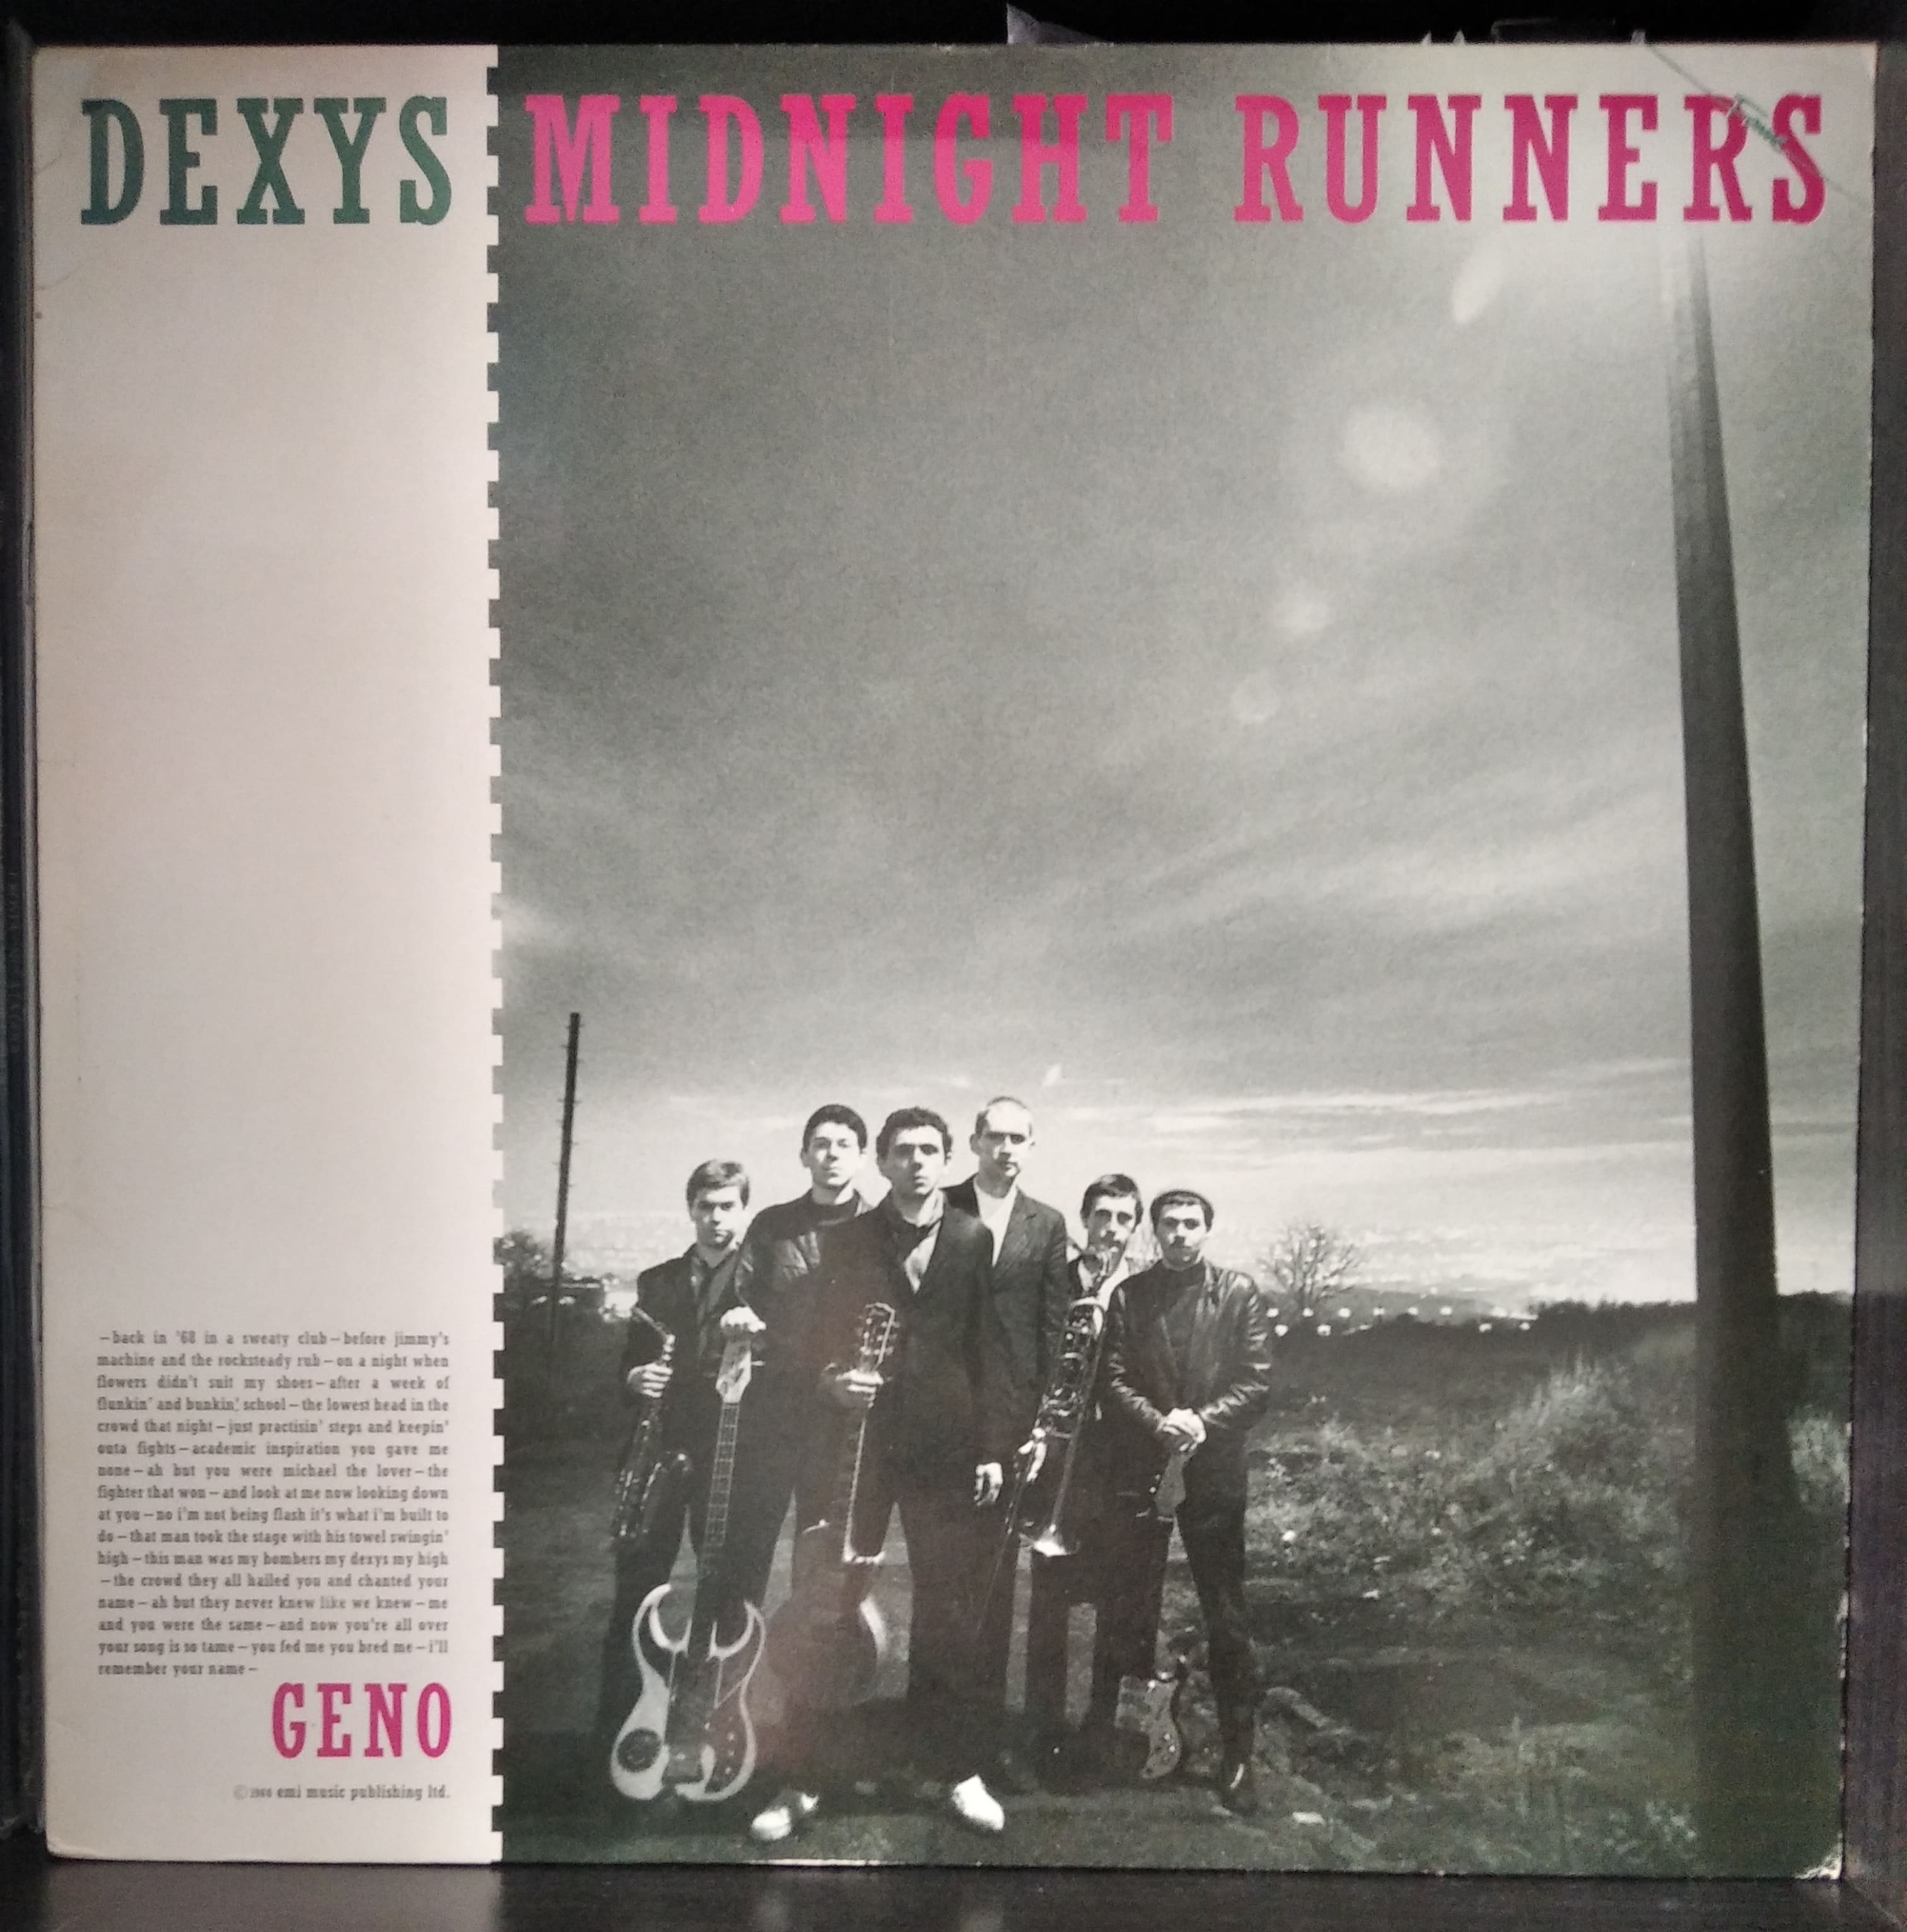 DEXYS MIDNIGHT RUNNERS
–back in '68 in a sweaty club–before jimmy's
machine and the rocksteady rub–on a night when
flowers didn't suit my shoes–after a week of
flunkin' and bunkin' school–the lowest head in the
crowd that night–just practisin' steps and keepin'
outa fights–academic inspiration you gave me
none–ah but you were michael the lover–the
fighter that won–and look at me now looking down
at you–no i'm not being flash it's what i'm built to
do–that man took the stage with his towel swingin'
high–this man was my bombers my dexys my high
–the crowd they all hailed you and chanted your
name–ah but they never knew like we knew–me
and you were the same–and now you're all over
your song is so tame–you fed me you bred me–i'll
remember your name–
GENO
© 1980 emi music publishing ltd.